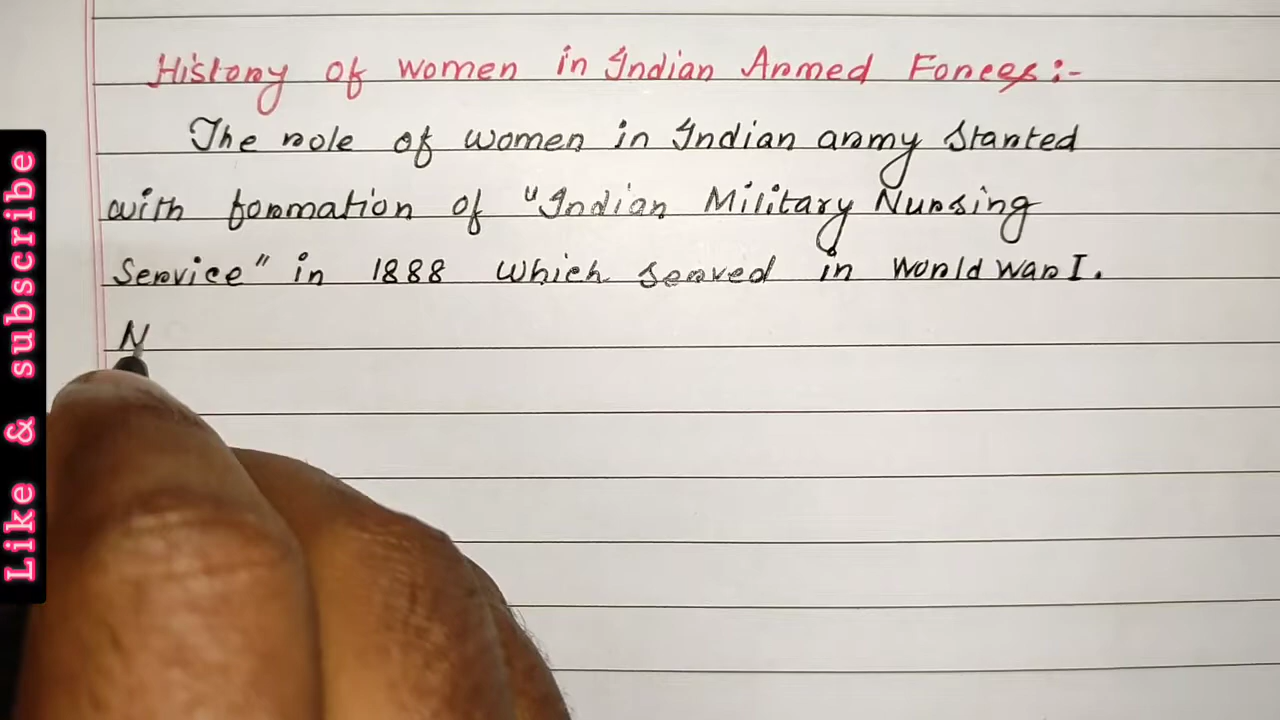 History of women in Indian Armed Forces:-
The role of women in Indian army started
with formation of "Indian Military Nursing
Service" in 1888 which served in World War I.
N
Like & subscribe